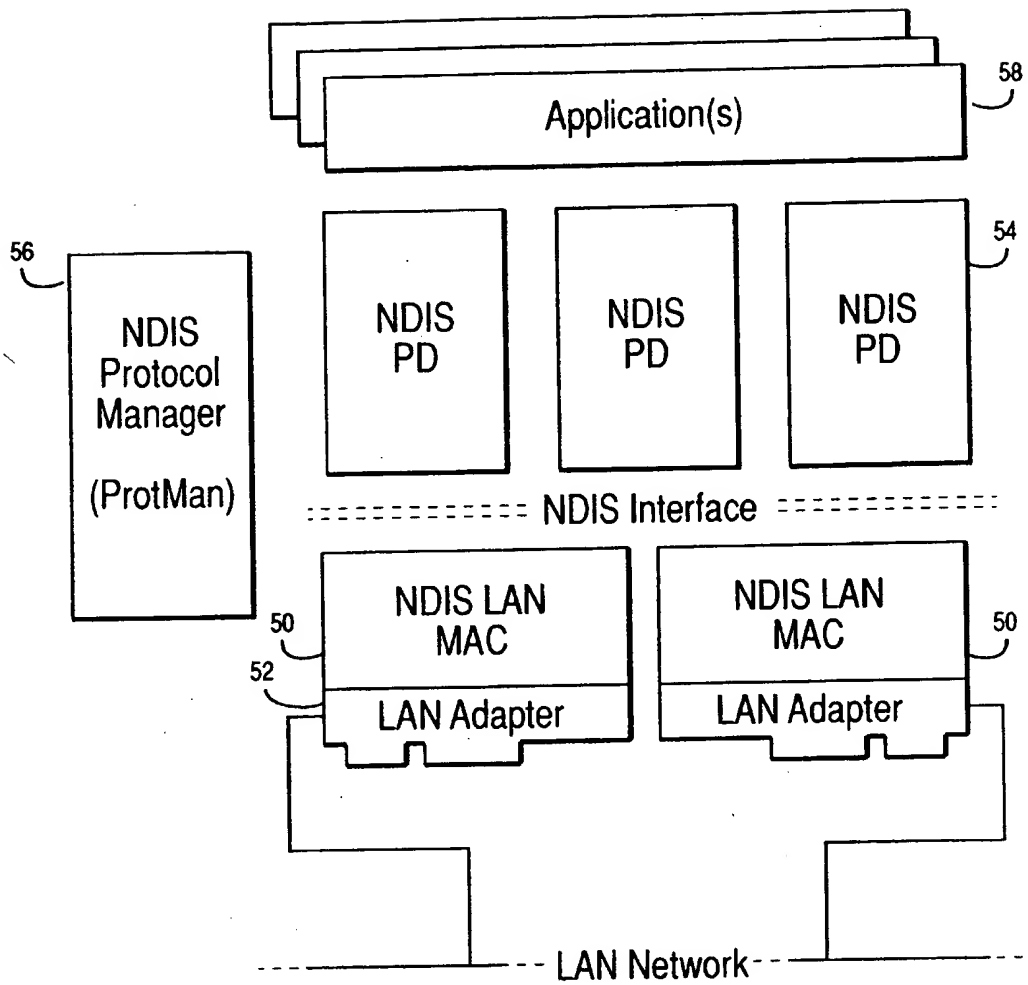 Application(s)
58
56
54
NDIS
Protocol
Manager
(ProtMan)
NDIS
PD
NDIS
PD
NDIS
PD
NDIS Interface
50
52
NDIS LAN
MAC
LAN Adapter
NDIS LAN
MAC
LAN Adapter
50
LAN Network